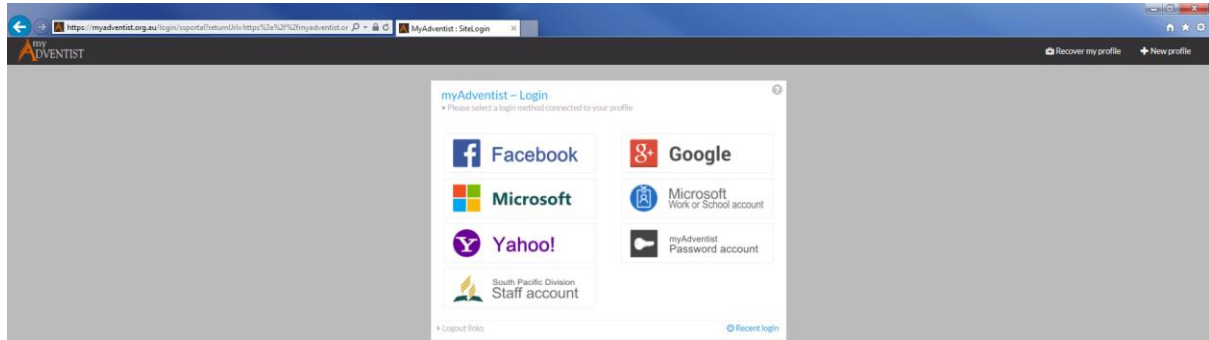 https://myadventist.org.au/login/ssportal?returnUrl=https%3a%2f%2fmyadventist.or
MyAdventist : SiteLogin
my
ADVENTIST
Recover my profile
New profile
myAdventist ~ Login
Please select a login method connected to your profile
Facebook
Google
Microsoft
Microsoft
Work or School account
Yahoo!
myAdventist
Password account
South Pacific Division
Staff account
Logout links
Recent login